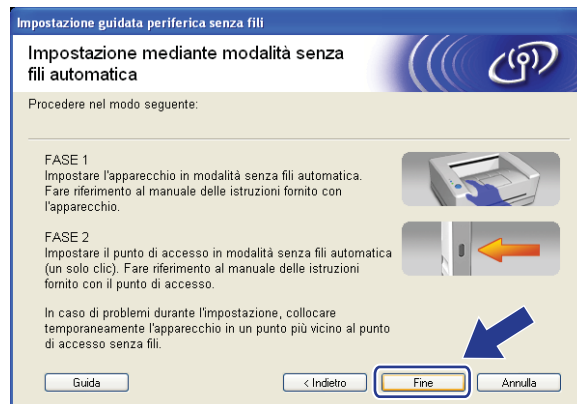 Impostazione guidata periferica senza fili
Impostazione mediante modalità senza
fili automatica
Procedere nel modo seguente:
FASE 1
Impostare l'apparecchio in modalità senza fili automatica.
Fare riferimento al manuale delle istruzioni fornito con
l'apparecchio.
FASE 2
Impostare il punto di accesso in modalità senza fili automatica
(un solo clic). Fare riferimento al manuale delle istruzioni
fornito con il punto di accesso.
In caso di problemi durante l'impostazione, collocare
temporaneamente l'apparecchio in un punto più vicino al punto
di accesso senza fili.
Guida < Indietro Fine Annulla